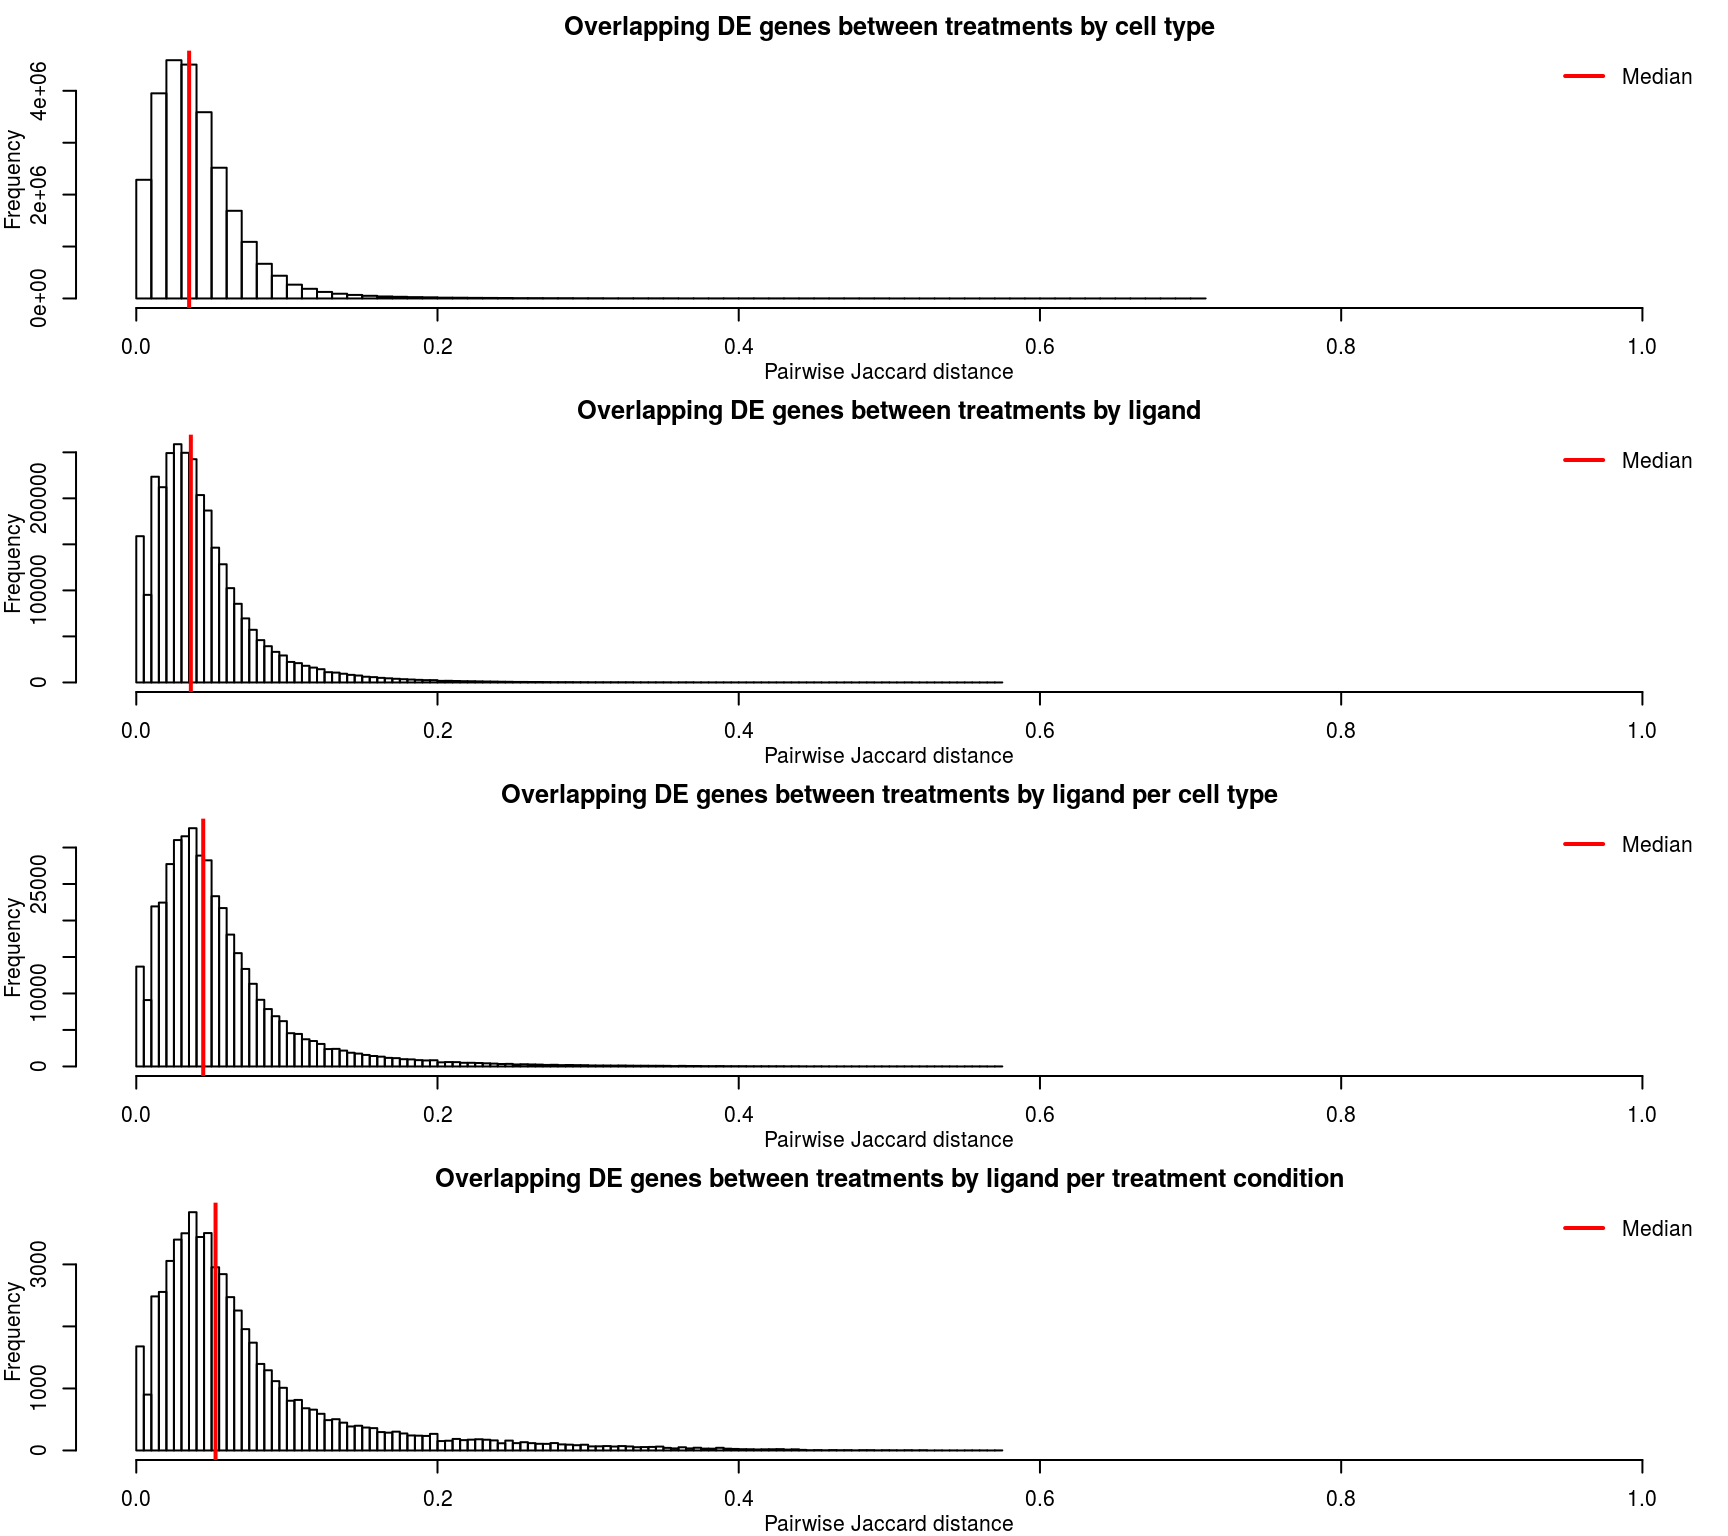 Overlapping DE genes between treatments by cell type
Median
Frequency
4e+06
2e+06
0e+00
0.0 0.2 0.4 0.6 0.8 1.0
Pairwise Jaccard distance
Overlapping DE genes between treatments by ligand
Median
Frequency
200000
100000
0
0.0 0.2 0.4 0.6 0.8 1.0
Pairwise Jaccard distance
Overlapping DE genes between treatments by ligand per cell type
Median
Frequency
25000
10000
0
0.0 0.2 0.4 0.6 0.8 1.0
Pairwise Jaccard distance
Overlapping DE genes between treatments by ligand per treatment condition
Median
Frequency
3000
1000
0
0.0 0.2 0.4 0.6 0.8 1.0
Pairwise Jaccard distance